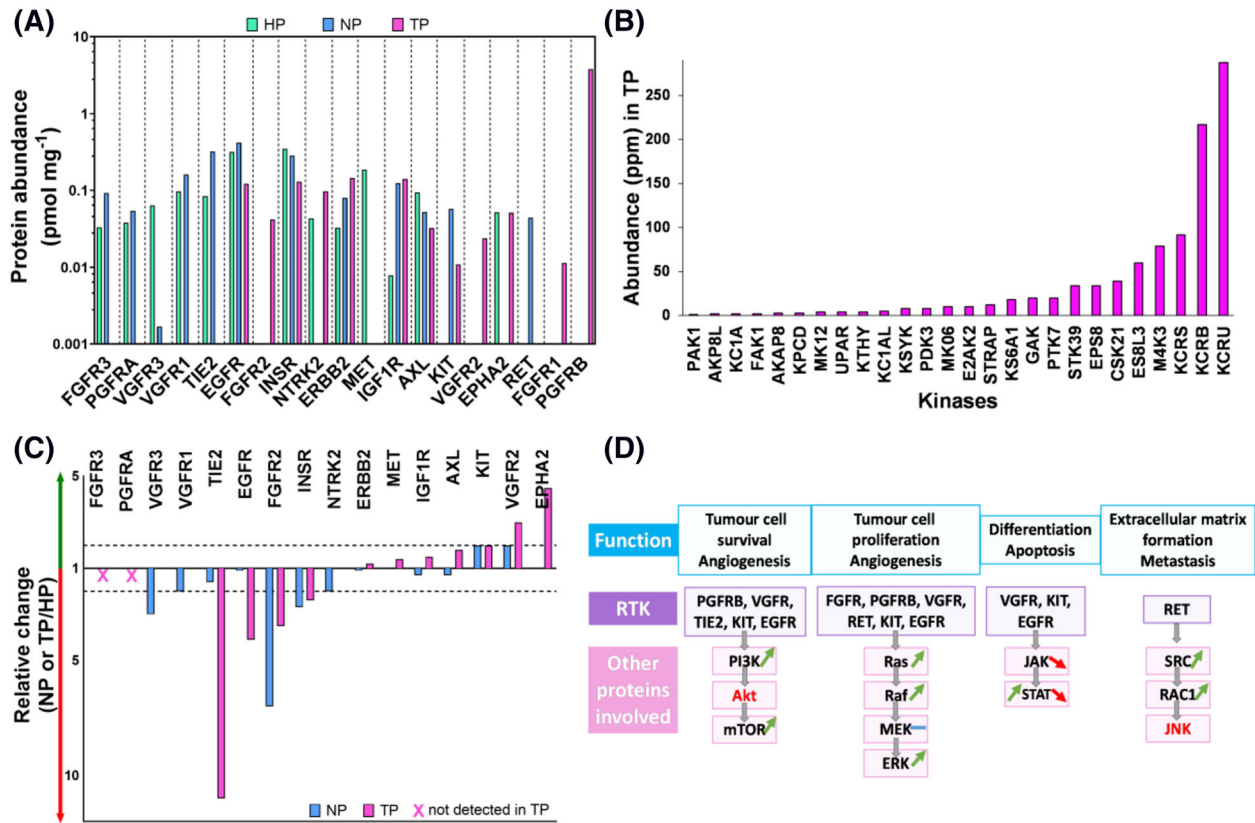 (A)
HP NP TP
Protein abundance
(pmol mg-1)
10
1
0.1
0.01
0.001
FGFR3 PGFRA VGFR3 VGFR1 TIE2 EGFR FGFR2 INSR NTRK2 ERBB2 MET IGF1R AXL KIT VGFR2 EPHA2 RET FGFR1 PGFRB
(B)
Abundance (ppm) in TP
250
200
150
100
50
0
PAK1 AKP8L KC1A FAK1 AKAP8 KPCD MK12 UPAR KTHY KC1AL KSYK PDK3 MK06 E2AK2 STRAP KS6A1 GAK PTK7 STK39 EPS8 CSK21 ES8L3 M4K3 KCRS KCRB KCRU
Kinases
(C)
FGFR3 PGFRA VGFR3 VGFR1 TIE2 EGFR FGFR2 INSR NTRK2 ERBB2 MET IGF1R AXL KIT VGFR2 EPHA2
Relative change
(NP or TP/HP)
5
1
5
10
X X
NP TP X not detected in TP
(D)
Function
Tumour cell
survival
Angiogenesis
Tumour cell
proliferation
Angiogenesis
Differentiation
Apoptosis
Extracellular matrix
formation
Metastasis
RTK
PGFRB, VGFR,
TIE2, KIT, EGFR
FGFR, PGFRB, VGFR,
RET, KIT, EGFR
VGFR, KIT,
EGFR
RET
Other
proteins
involved
PI3K
Akt
mTOR
Ras
Raf
MEK
ERK
JAK
STAT
SRC
RAC1
JNK